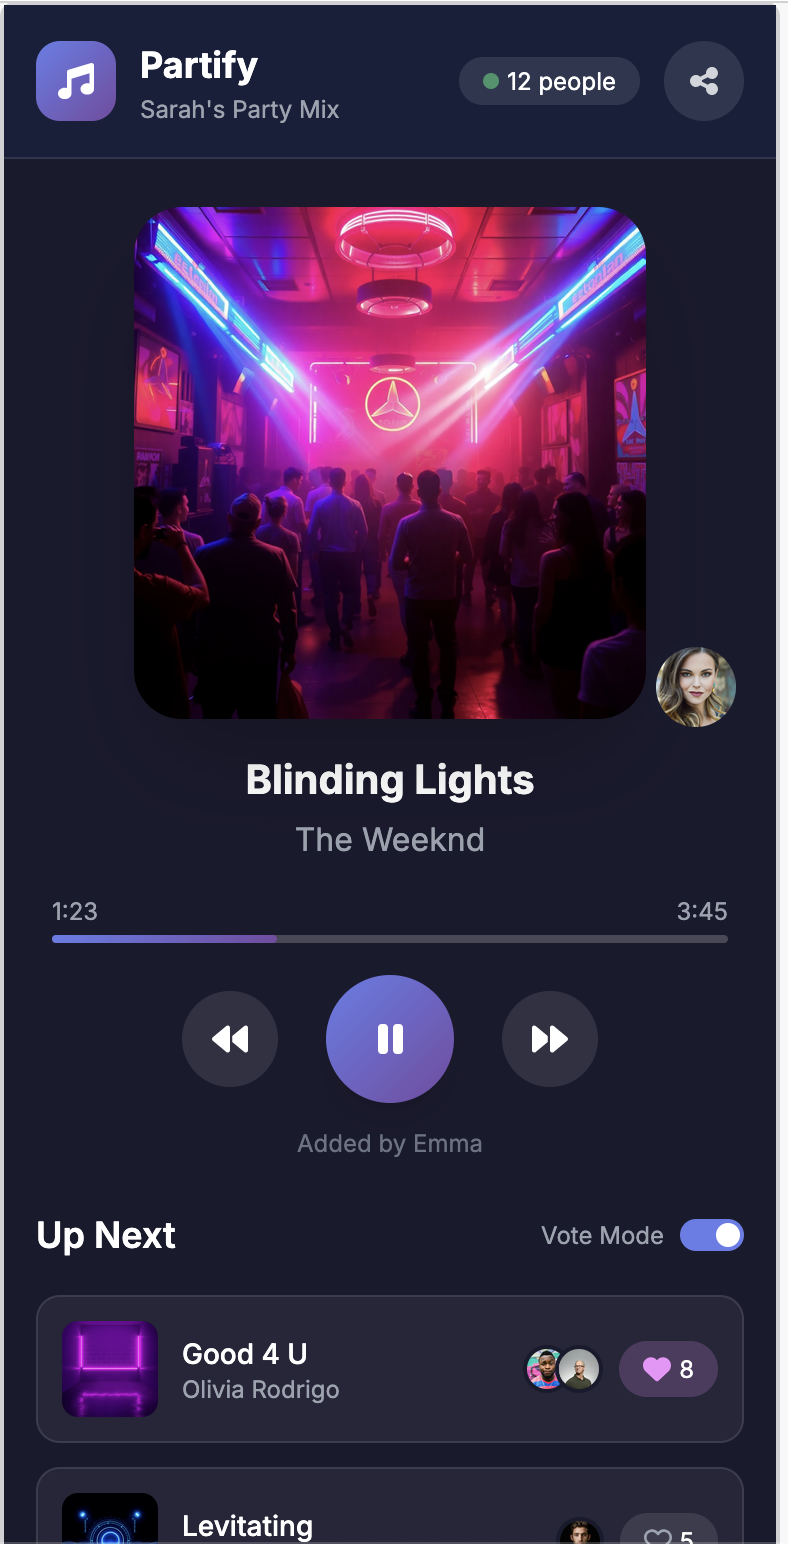 Partify
Sarah's Party Mix
12 people
Blinding Lights
The Weeknd
1:23
3:45
Added by Emma
Up Next
Vote Mode
Good 4 U
Olivia Rodrigo
8
Levitating
5